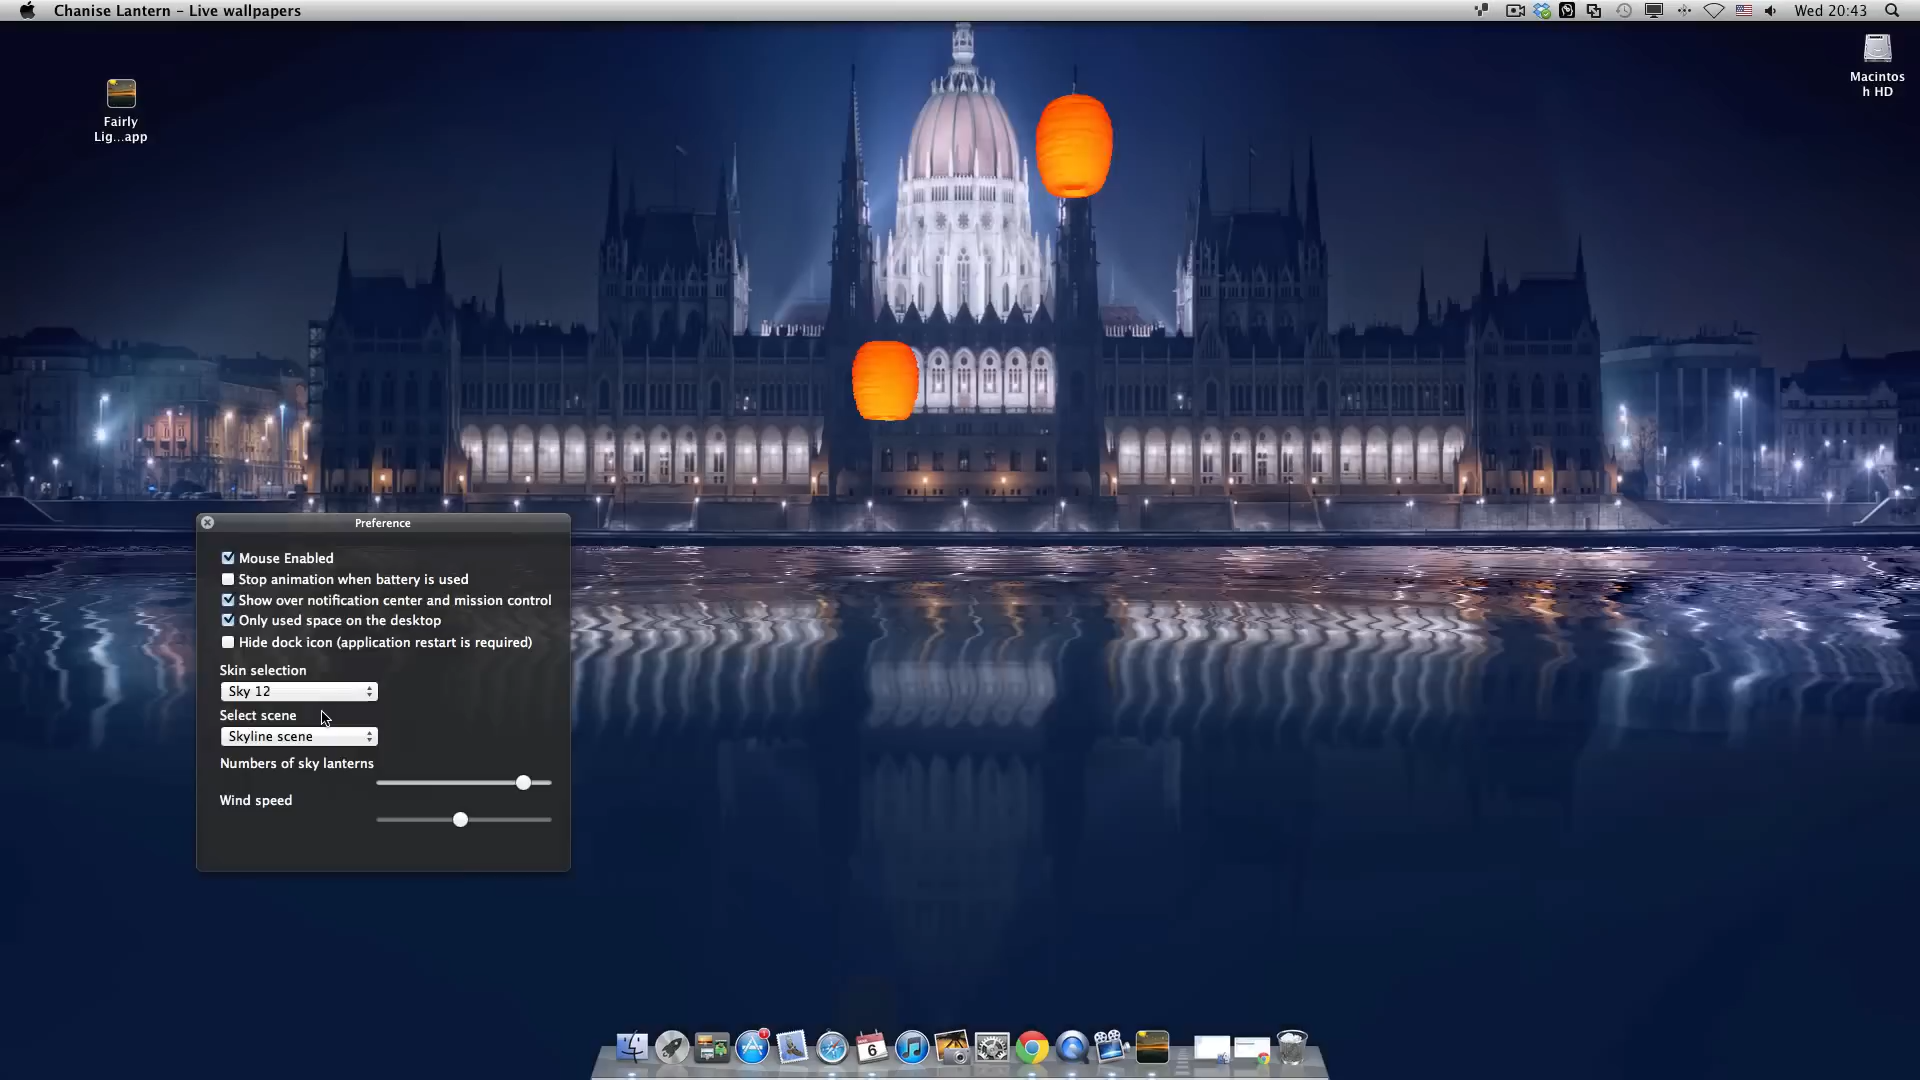 Chanise Lantern - Live wallpapers
Wed 20:43
Fairly
Lig...app
Macintos
h HD
Preference
Mouse Enabled
Stop animation when battery is used
Show over notification center and mission control
Only used space on the desktop
Hide dock icon (application restart is required)
Skin selection
Sky 12
Select scene
Skyline scene
Numbers of sky lanterns
Wind speed
1
6